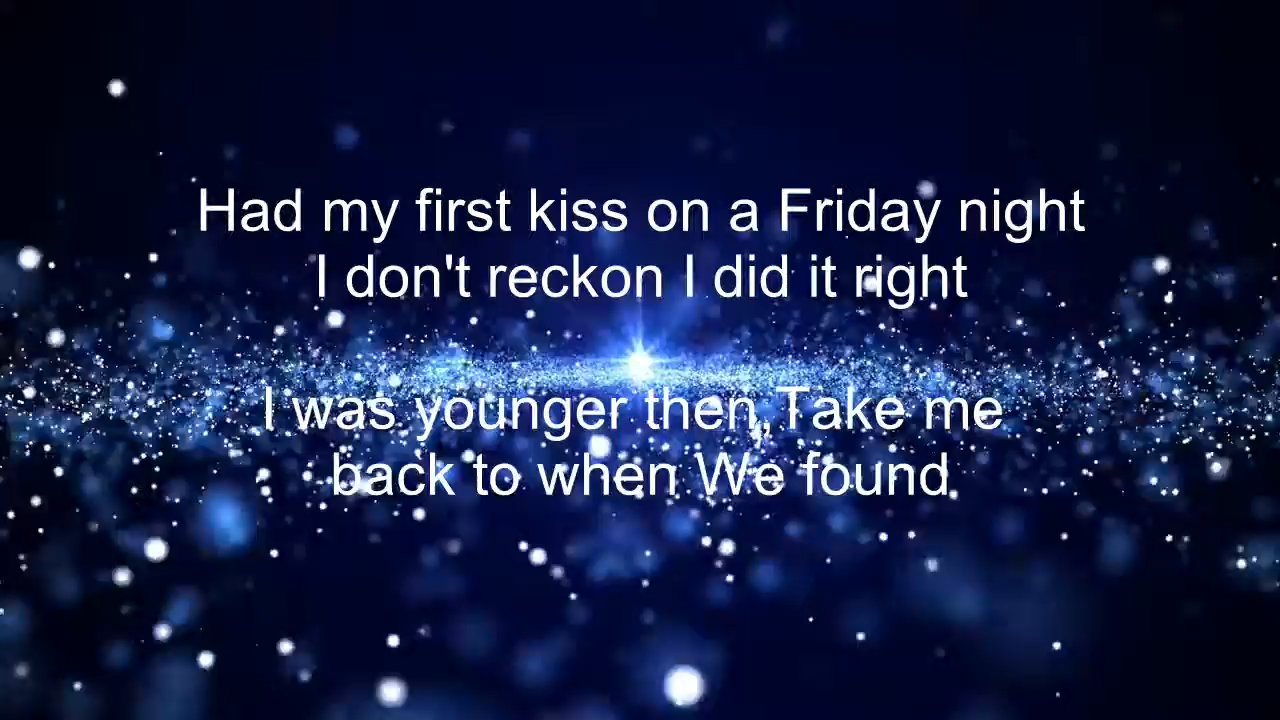 Had my first kiss on a Friday night
I don't reckon I did it right
I was younger then,Take me
back to when We found